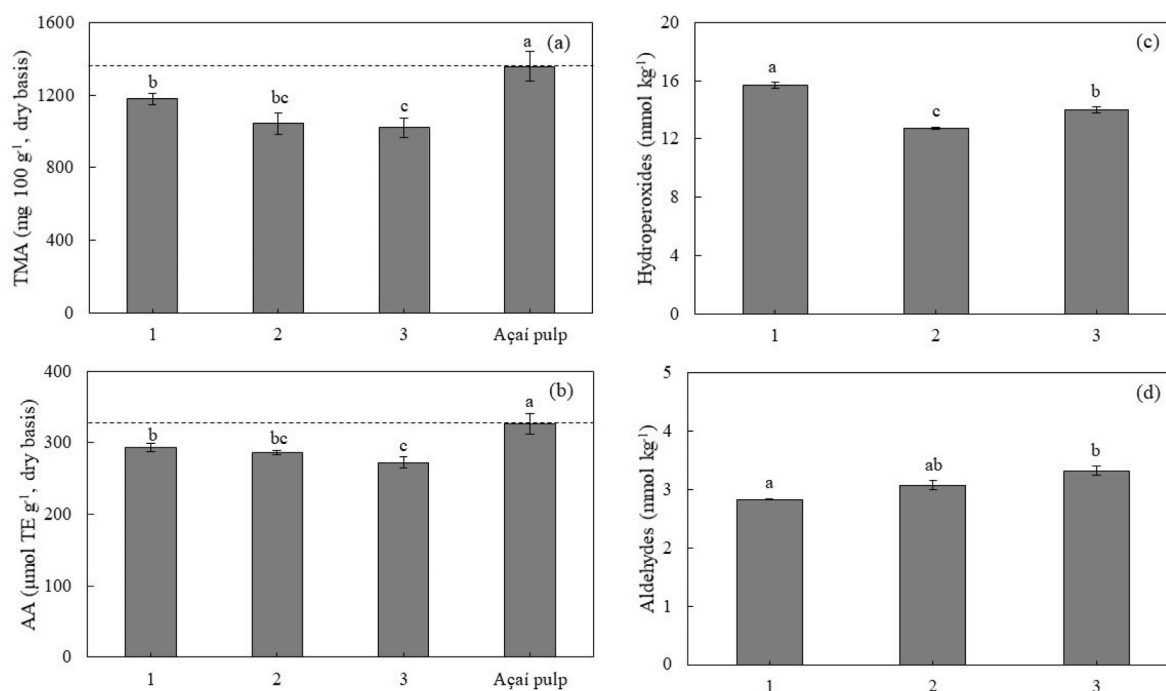 TMA (mg 100 g⁻¹, dry basis)
1600
1200
800
400
0
(a)
b
bc
c
a
1 2 3 Açaí pulp
AA (µmol TE g⁻¹, dry basis)
400
300
200
100
0
(b)
b
bc
c
a
1 2 3 Açaí pulp
Hydroperoxides (mmol kg⁻¹)
20
16
12
8
4
0
(c)
a
c
b
1 2 3
Aldehydes (mmol kg⁻¹)
5
4
3
2
1
0
(d)
a
ab
b
1 2 3